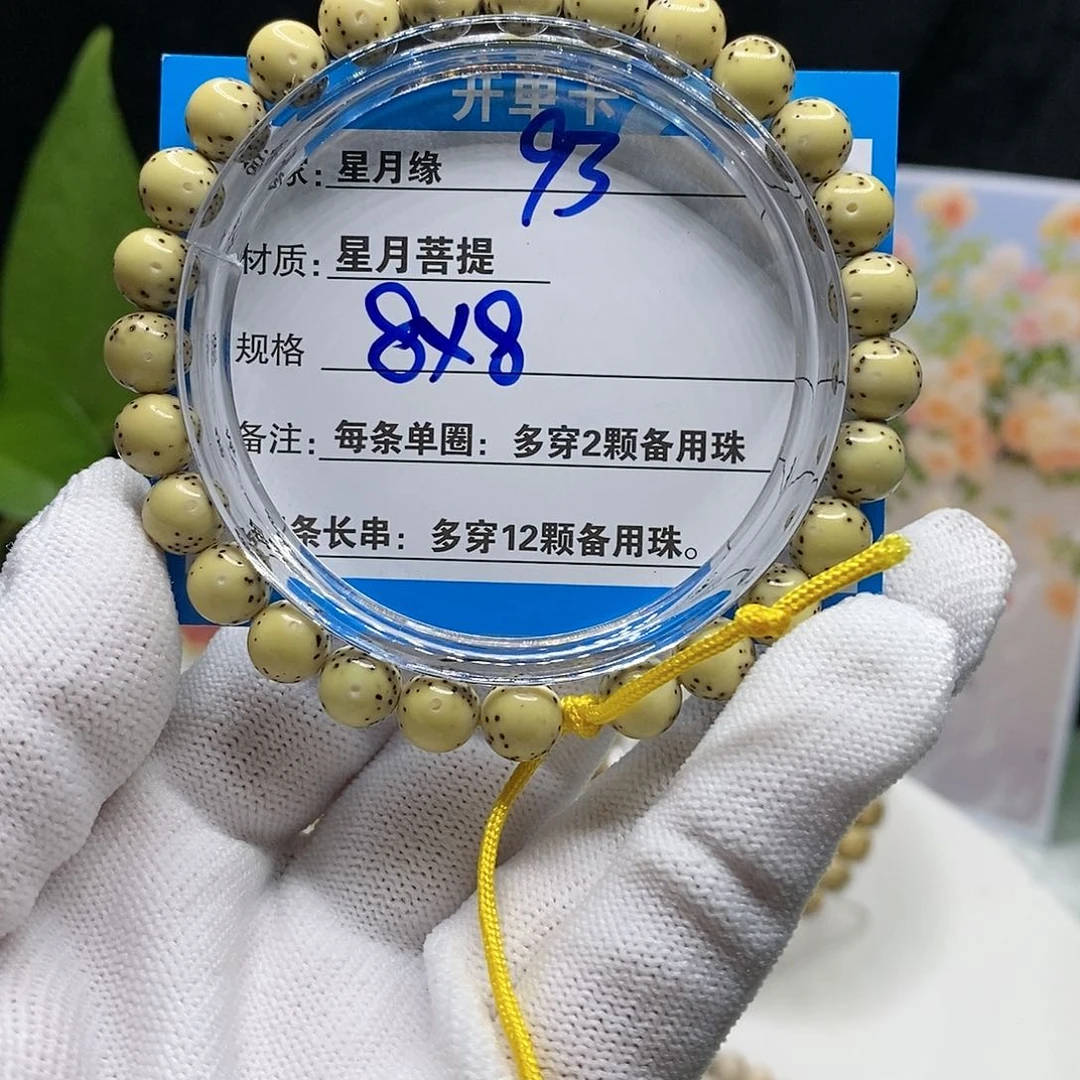 开单卡
家：星月缘 93
材质：星月菩提
规格 8x8
备注：每条单圈：多穿2颗备用珠
条长串：多穿12颗备用珠。